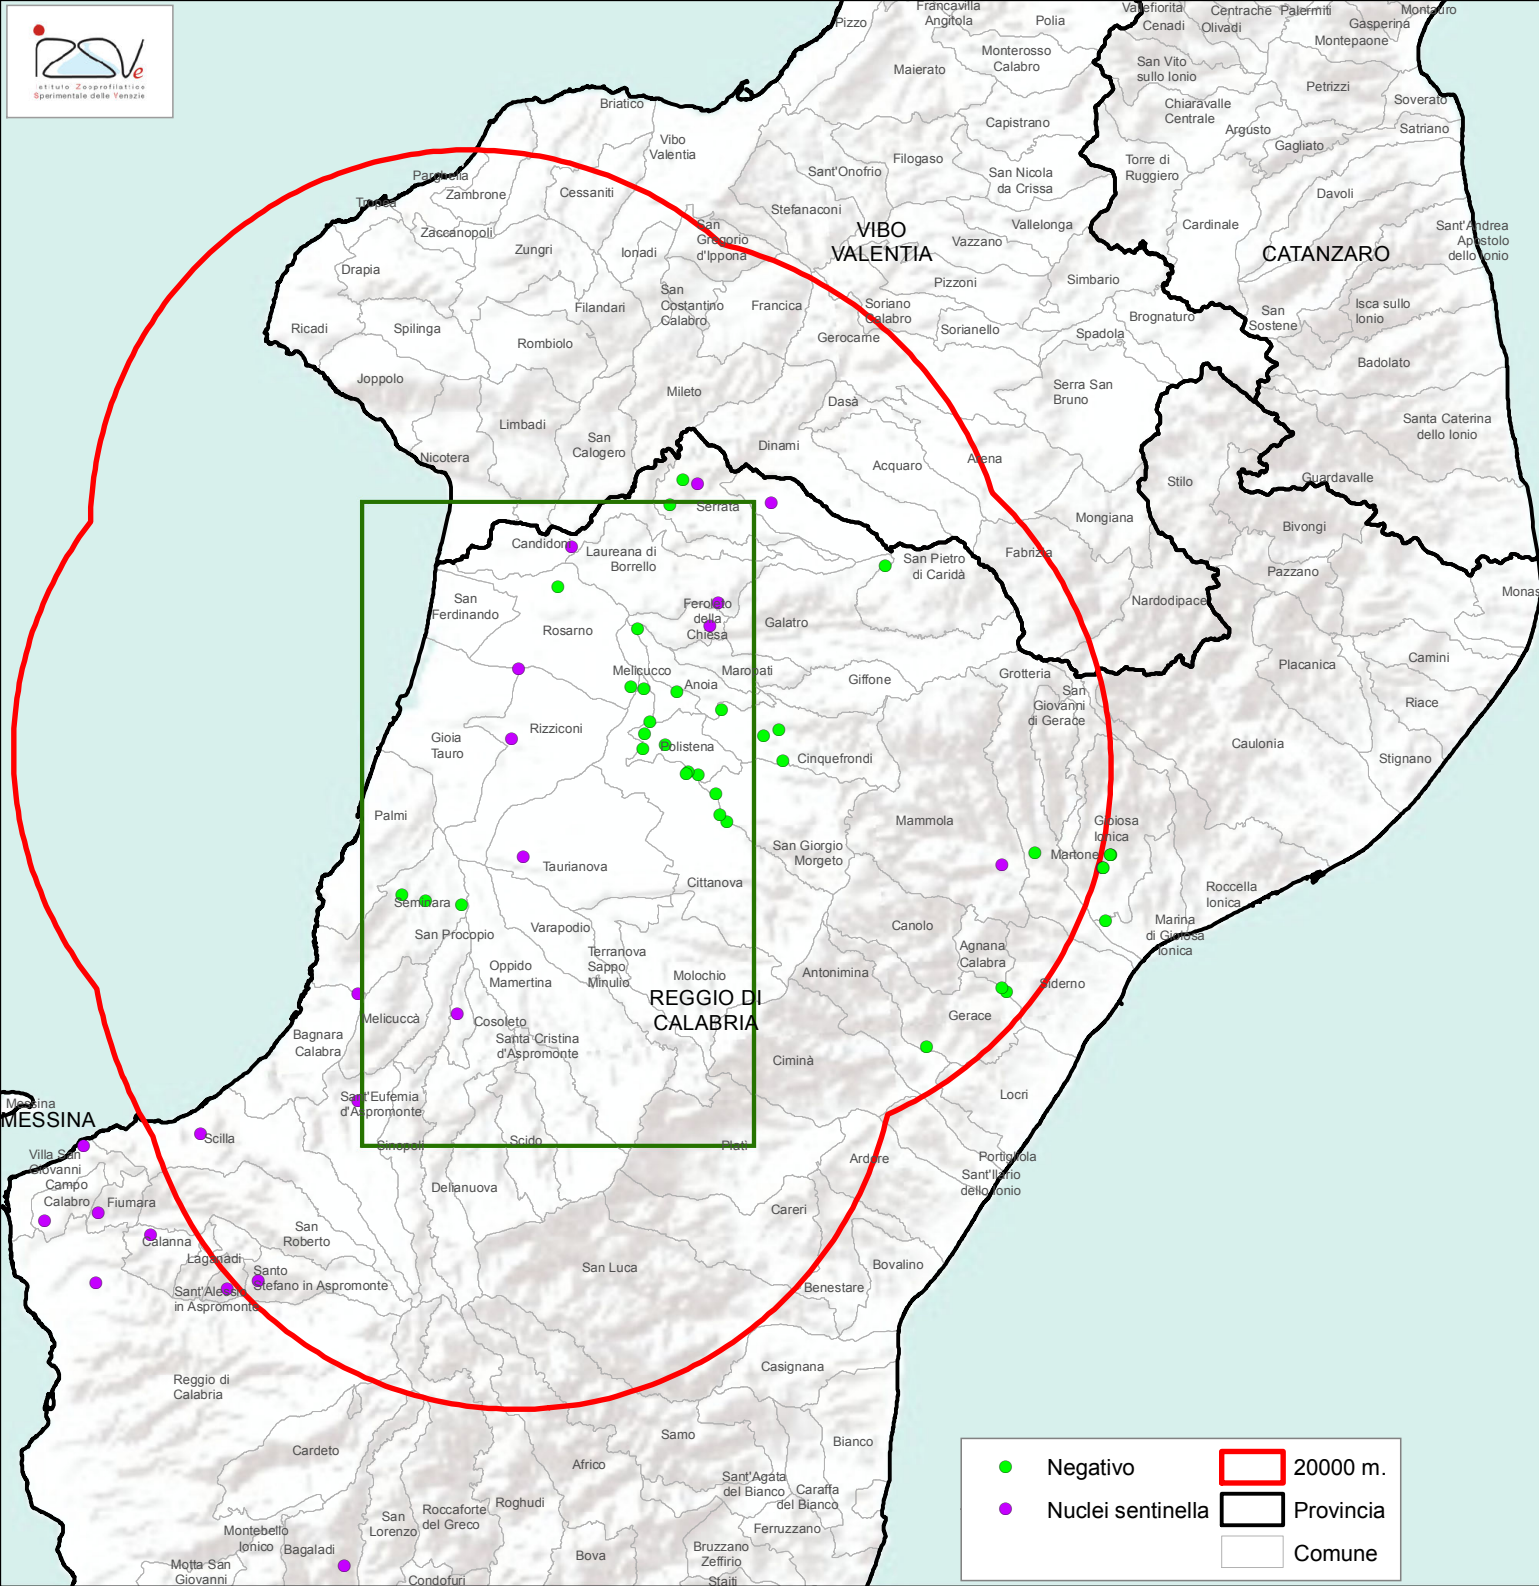 Istituto Zooprofilattico
Sperimentale delle Venezie
Pizzo
Francavilla
Angitola
Polia
Vallefiorita
Cenadi
Centrache
Olivadi
Palermiti
Gasperina
Montauro
Montepaone
Monterosso
Calabro
Maierato
San Vito
sullo Ionio
Petrizzi
Soverato
Briatico
Chiaravalle
Centrale
Capistrano
Argusto
Satriano
Gagliato
Vibo
Valentia
Filogaso
Sant'Onofrio
San Nicola
da Crissa
Torre di
Ruggiero
Davoli
Parghelia
Zambrone
Cessaniti
Tropea
Stefanaconi
Vallelonga
Cardinale
Sant'Andrea
Apostolo
dello Ionio
San
Gregorio
d'Ippona
VIBO
VALENTIA
CATANZARO
Zaccanopoli
Zungri
Ionadi
Vazzano
Drapia
Pizzoni
Simbario
San
Costantino
Calabro
Filandari
Francica
Soriano
Calabro
Isca sullo
Ionio
San
Sostene
Brognaturo
Ricadi
Spilinga
Sorianello
Spadola
Gerocarne
Rombiolo
Badolato
Joppolo
Mileto
Serra San
Bruno
Dasà
Limbadi
San
Calogero
Dinami
Santa Caterina
dello Ionio
Nicotera
Acquaro
Arena
Stilo
Guardavalle
Serrata
Mongiana
Bivongi
Candidoni
Laureana di
Borrello
San Pietro
di Caridà
Fabrizia
Pazzano
Monas
San
Ferdinando
Rosarno
Feroleto
della
Chiesa
Galatro
Nardodipace
Melicucco
Anoia
Maropati
Giffone
Grotteria
San
Giovanni
di Gerace
Placanica
Camini
Riace
Rizziconi
Gioia
Tauro
Polistena
Cinquefrondi
Caulonia
Stignano
Palmi
Mammola
Gioiosa
Ionica
San Giorgio
Morgeto
Martone
Taurianova
Cittanova
Roccella
Ionica
Seminara
San Procopio
Varapodio
Canolo
Marina
di Gioiosa
Ionica
Terranova
Sappo
Minulio
Agnana
Calabra
Oppido
Mamertina
Molochio
Antonimina
Siderno
REGGIO DI
CALABRIA
Melicuccà
Cosoleto
Gerace
Bagnara
Calabra
Santa Cristina
d'Aspromonte
Ciminà
Locri
Sant'Eufemia
d'Aspromonte
Messina
MESSINA
Scilla
Sinopoli
Scido
Platì
Villa San
Giovanni
Ardore
Portigliola
Sant'Ilario
dello Ionio
Campo
Calabro
Delianuova
Fiumara
Careri
San
Roberto
Calanna
Laganadi
Santo
Stefano in Aspromonte
San Luca
Bovalino
Benestare
Sant'Alessio
in Aspromonte
Casignana
Reggio di
Calabria
Samo
Bianco
Cardeto
Africo
Sant'Agata
del Bianco
Caraffa
del Bianco
Roghudi
Roccaforte
del Greco
San
Lorenzo
Ferruzzano
Montebello
Ionico
Bagaladi
Bruzzano
Zeffirio
Bova
Motta San
Giovanni
Condofuri
Staiti
Negativo
20000 m.
Nuclei sentinella
Provincia
Comune